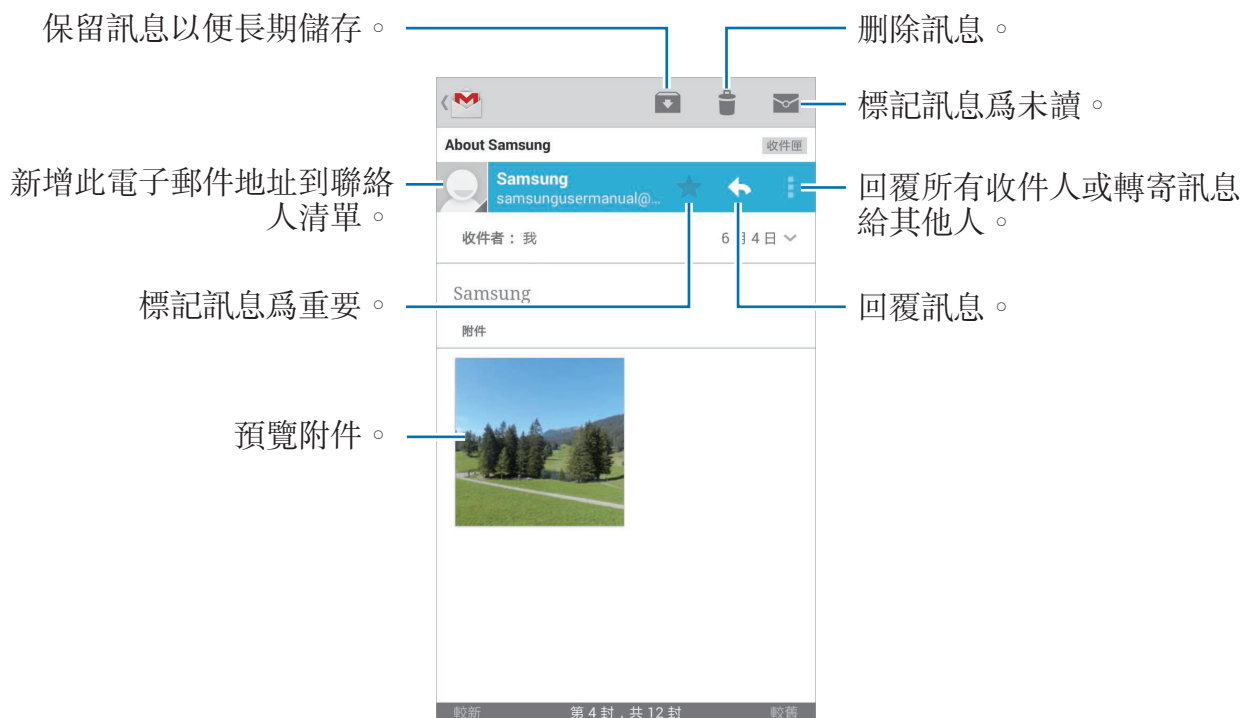 保留訊息以便長期儲存。
刪除訊息。
標記訊息爲未讀。
About Samsung
收件匣
新增此電子郵件地址到聯絡
人清單。
Samsung
samsungusermanual@...
回覆所有收件人或轉寄訊息
給其他人。
收件者：我
6 月 4 日
標記訊息爲重要。
Samsung
回覆訊息。
附件
預覽附件。
較新
第 4 封，共 12 封
較舊